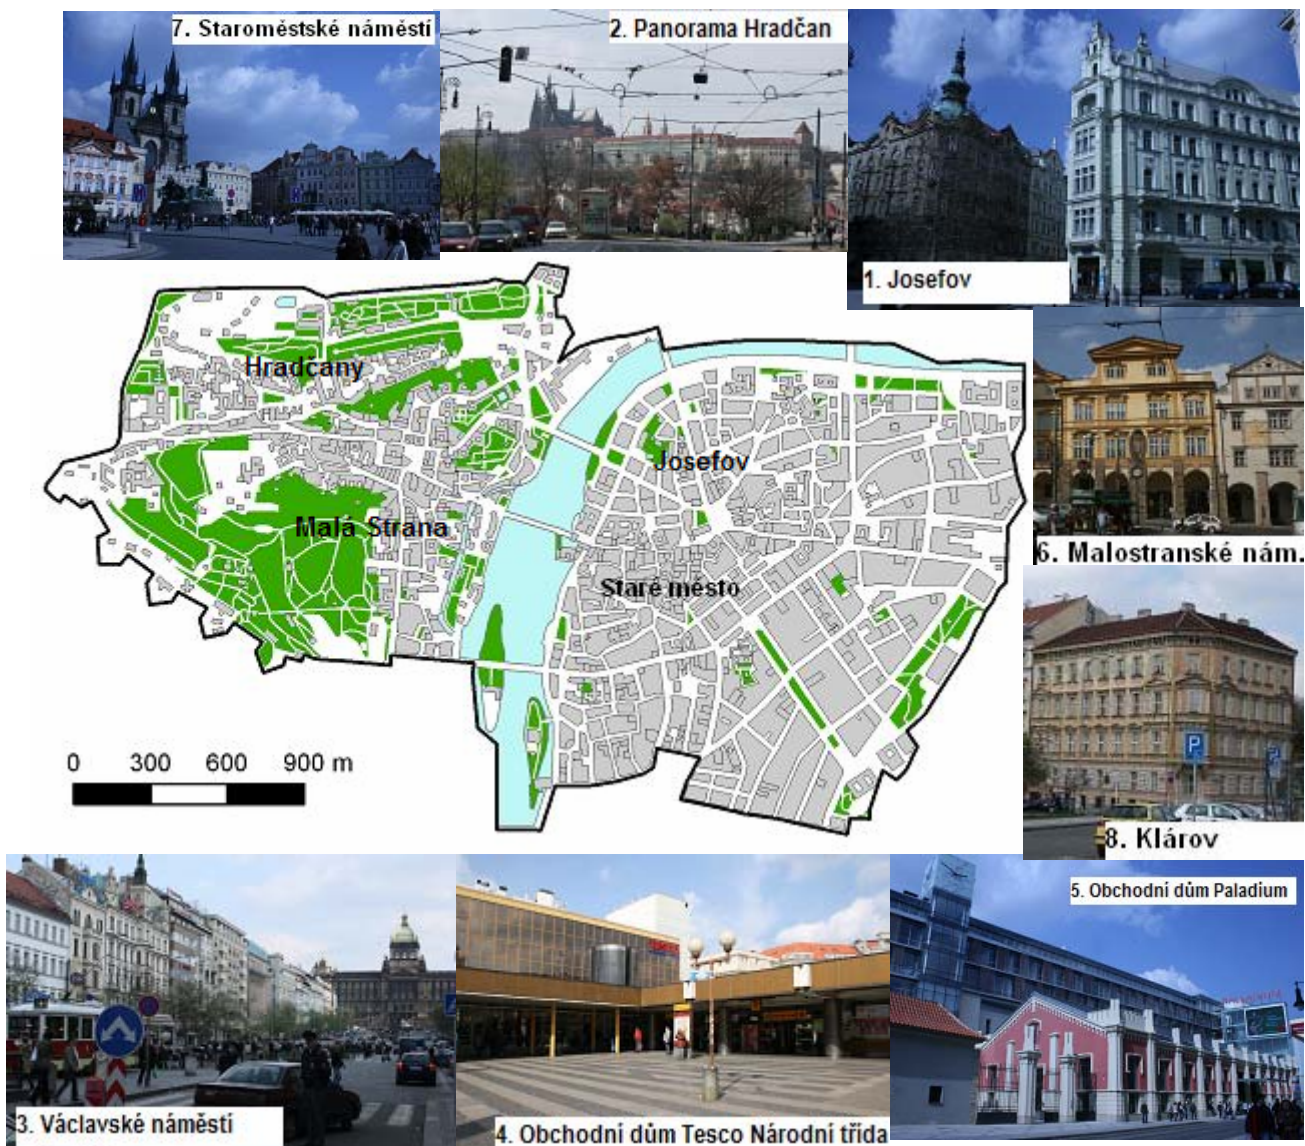 7. Staroměstské náměstí
2. Panorama Hradčan
1. Josefov
Hradčany
Josefov
6. Malostranské nám.
Malá Strana
Staré město
0 300 600 900 m
8. Klárov
P
5. Obchodní dům Paladium
3. Václavské náměstí
4. Obchodní dům Tesco Národní třída